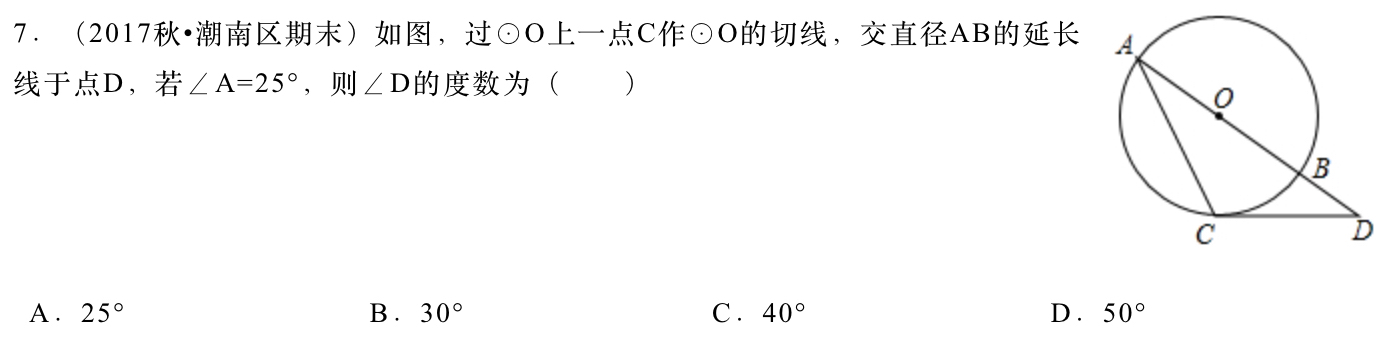 7．（2017秋•潮南区期末）如图，过⊙O上一点C作⊙O的切线，交直径AB的延长
线于点D，若∠A=25°，则∠D的度数为（　　）
A
O
B
C
D
A．25°　B．30°　C．40°　D．50°